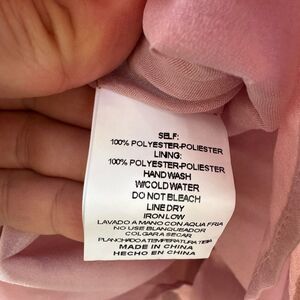 SELF:
100% POLYESTER-POLIESTER
LINING:
100% POLYESTER-POLIESTER
HAND WASH
W/COLD WATER
DO NOT BLEACH
LINE DRY
IRON LOW
LAVADO A MANO CON AQUA FRIA
NO USE BLANQUEADOR
COLGAR A SECAR
PLANCHADO A TEMPERATURA TIBIA
MADE IN CHINA
HECHO EN CHINA